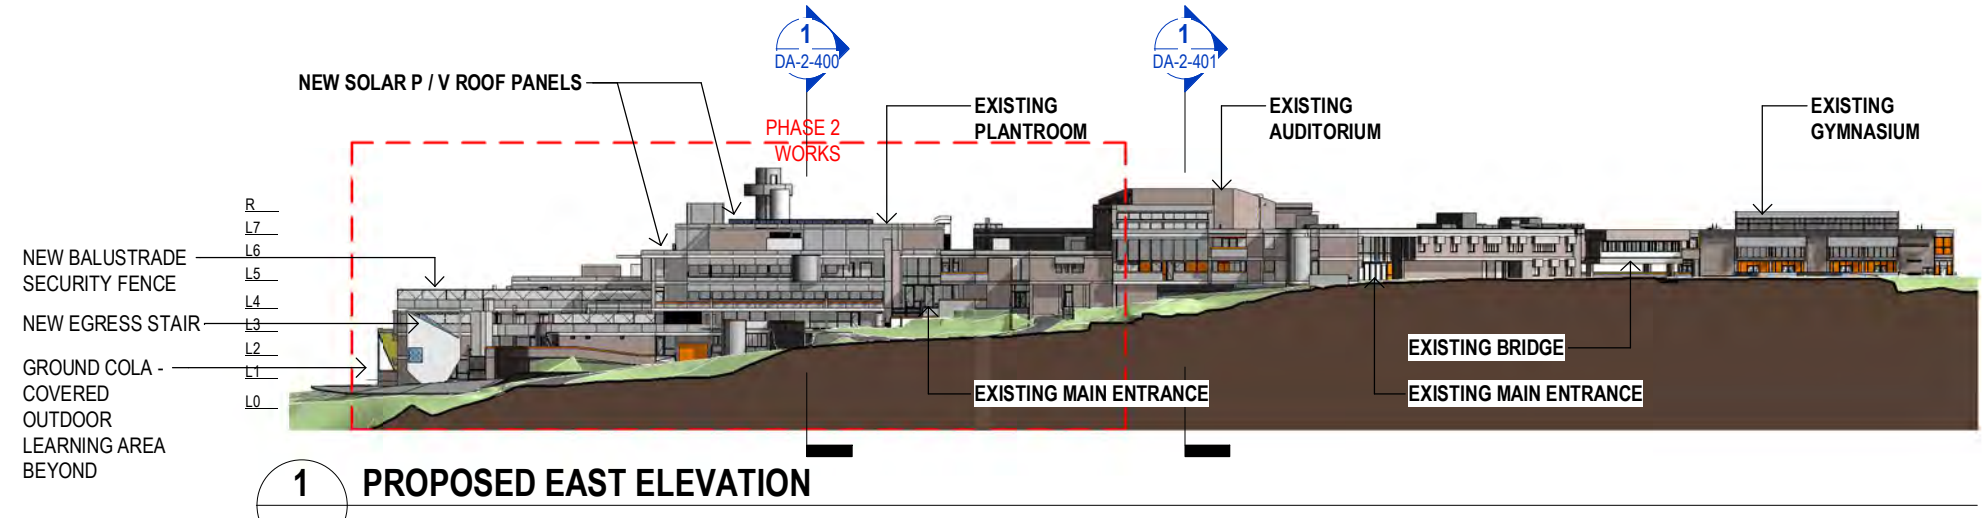 1
DA-2-400
1
DA-2-401
NEW SOLAR P / V ROOF PANELS
EXISTING
PLANTROOM
EXISTING
AUDITORIUM
EXISTING
GYMNASIUM
PHASE 2
WORKS
R
L7
L6
L5
L4
L3
L2
L1
L0
NEW BALUSTRADE
SECURITY FENCE
NEW EGRESS STAIR
GROUND COLA -
COVERED
OUTDOOR
LEARNING AREA
BEYOND
EXISTING BRIDGE
EXISTING MAIN ENTRANCE
EXISTING MAIN ENTRANCE
1
PROPOSED EAST ELEVATION